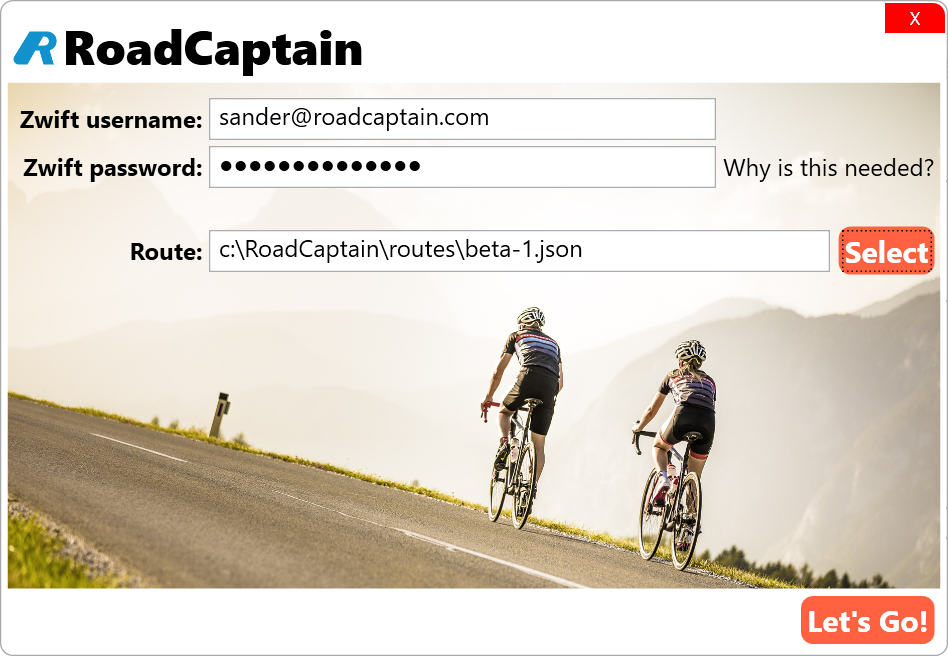 X
RoadCaptain
Zwift username: sander@roadcaptain.com
Zwift password: ●●●●●●●●●●●●●● Why is this needed?
Route: c:\RoadCaptain\routes\beta-1.json Select
Let's Go!